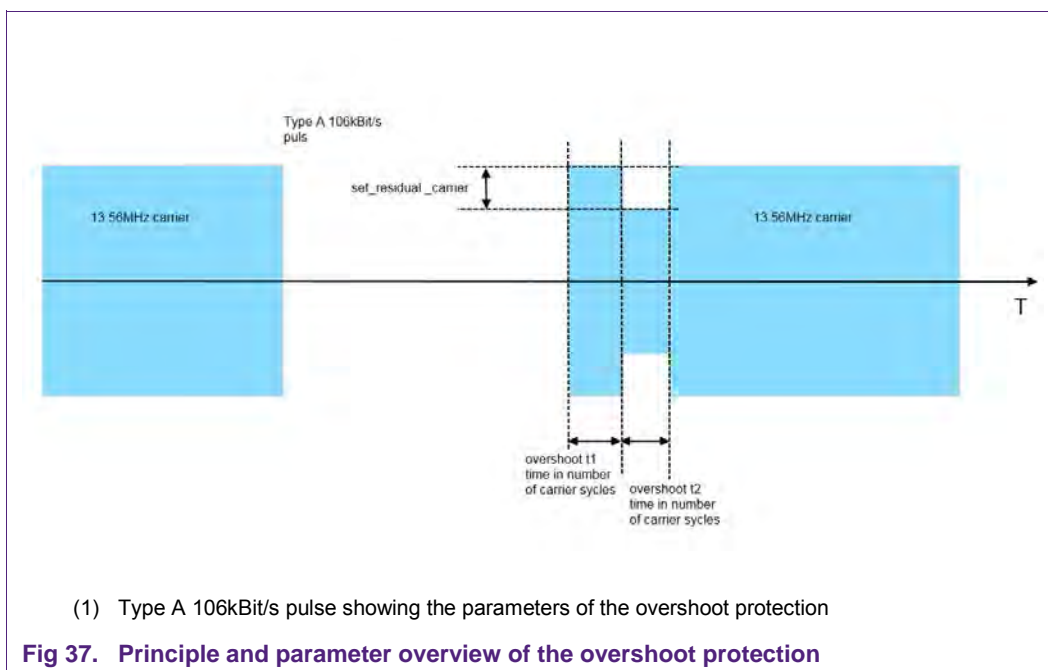 Type A 106kBit/s
puls
set_residual _carrier
13.56MHz carrier
13.56MHz carrier
T
overshoot t1
time in number
of carrier sycles
overshoot t2
time in number
of carrier sycles
(1) Type A 106kBit/s pulse showing the parameters of the overshoot protection
Fig 37. Principle and parameter overview of the overshoot protection